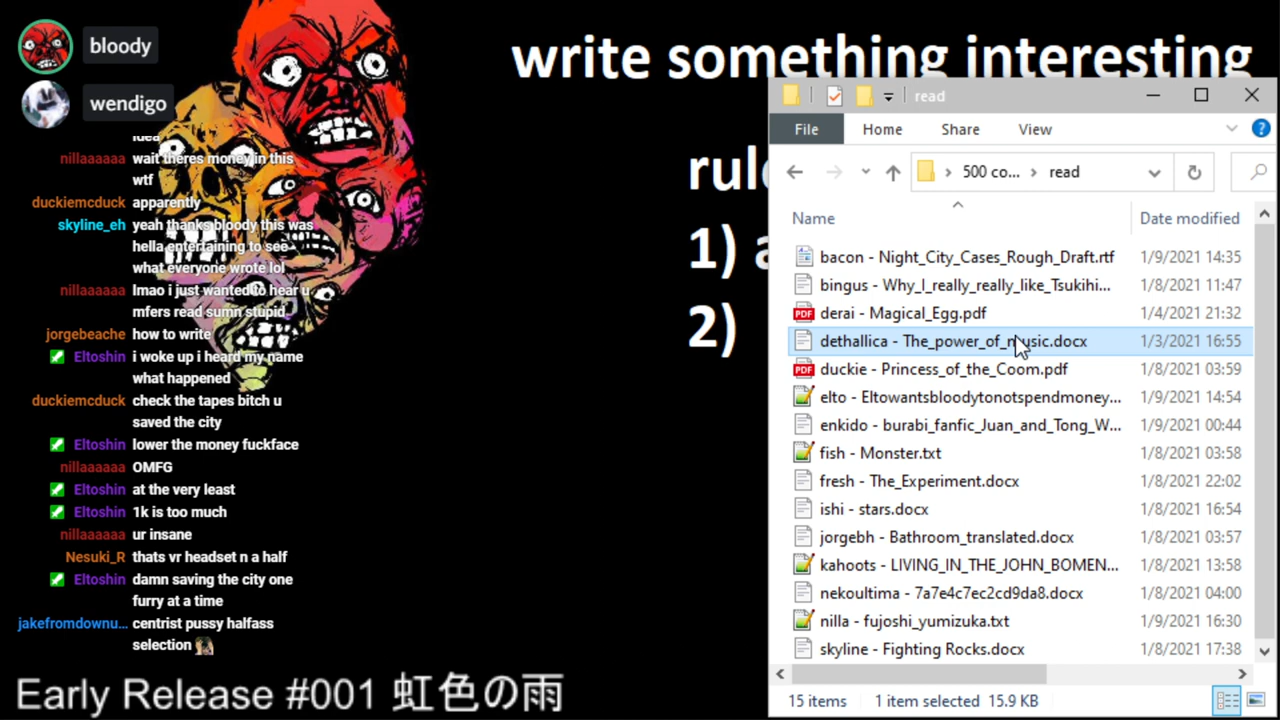 bloody
wendigo
idea
nillaaaaaa wait theres money in this
wtf
duckiemcduck apparently
skyline_eh yeah thanks bloody this was
hella entertaining to see
what everyone wrote lol
nillaaaaaa lmao i just wanted to hear u
mfers read sumn stupid
jorgebeache how to write
Eltoshin i woke up i heard my name
what happened
duckiemcduck check the tapes bitch u
saved the city
Eltoshin lower the money fuckface
nillaaaaaa OMFG
Eltoshin at the very least
Eltoshin 1k is too much
nillaaaaaa ur insane
Nesuki_R thats vr headset n a half
Eltoshin damn saving the city one
furry at a time
jakefromdownu... centrist pussy halfass
selection
Early Release #001 虹色の雨
write something interesting
rul
1) a
2)
read
File Home Share View
500 co... › read
Name Date modified
bacon - Night_City_Cases_Rough_Draft.rtf 1/9/2021 14:35
bingus - Why_I_really_really_like_Tsukihi... 1/8/2021 11:47
derai - Magical_Egg.pdf 1/4/2021 21:32
dethallica - The_power_of_music.docx 1/3/2021 16:55
duckie - Princess_of_the_Coom.pdf 1/8/2021 03:59
elto - Eltowantsbloodytonotspendmoney... 1/9/2021 14:54
enkido - burabi_fanfic_Juan_and_Tong_W... 1/9/2021 00:44
fish - Monster.txt 1/8/2021 03:58
fresh - The_Experiment.docx 1/8/2021 22:02
ishi - stars.docx 1/8/2021 16:54
jorgebh - Bathroom_translated.docx 1/8/2021 03:57
kahoots - LIVING_IN_THE_JOHN_BOMEN... 1/8/2021 13:58
nekoultima - 7a7e4c7ec2cd9da8.docx 1/8/2021 04:00
nilla - fujoshi_yumizuka.txt 1/9/2021 16:30
skyline - Fighting Rocks.docx 1/8/2021 17:38
15 items 1 item selected 15.9 KB